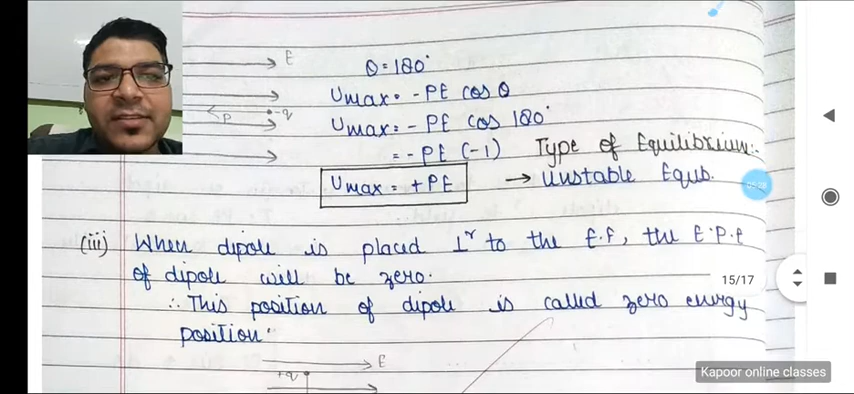 E
θ = 180°
Umax = - PE cos θ
P -q
Umax = - PE cos 180°
= - PE (-1) Type of Equilibrium:-
Umax = + PE → Unstable Equb.
05:28
(iii) When dipole is placed ⊥r to the E.F, the E.P.E
of dipole will be zero.
15/17
∴ This position of dipole is called zero energy
position.
E
+q
Kapoor online classes